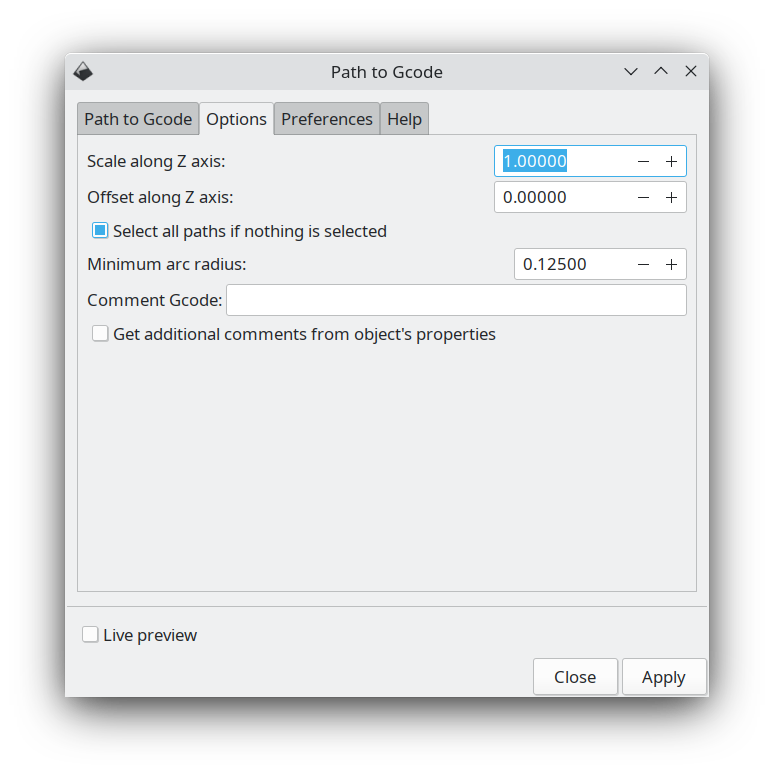 Path to Gcode
Path to Gcode Options Preferences Help
Scale along Z axis: 1.00000
Offset along Z axis: 0.00000
Select all paths if nothing is selected
Minimum arc radius: 0.12500
Comment Gcode:
Get additional comments from object's properties
Live preview
Close Apply